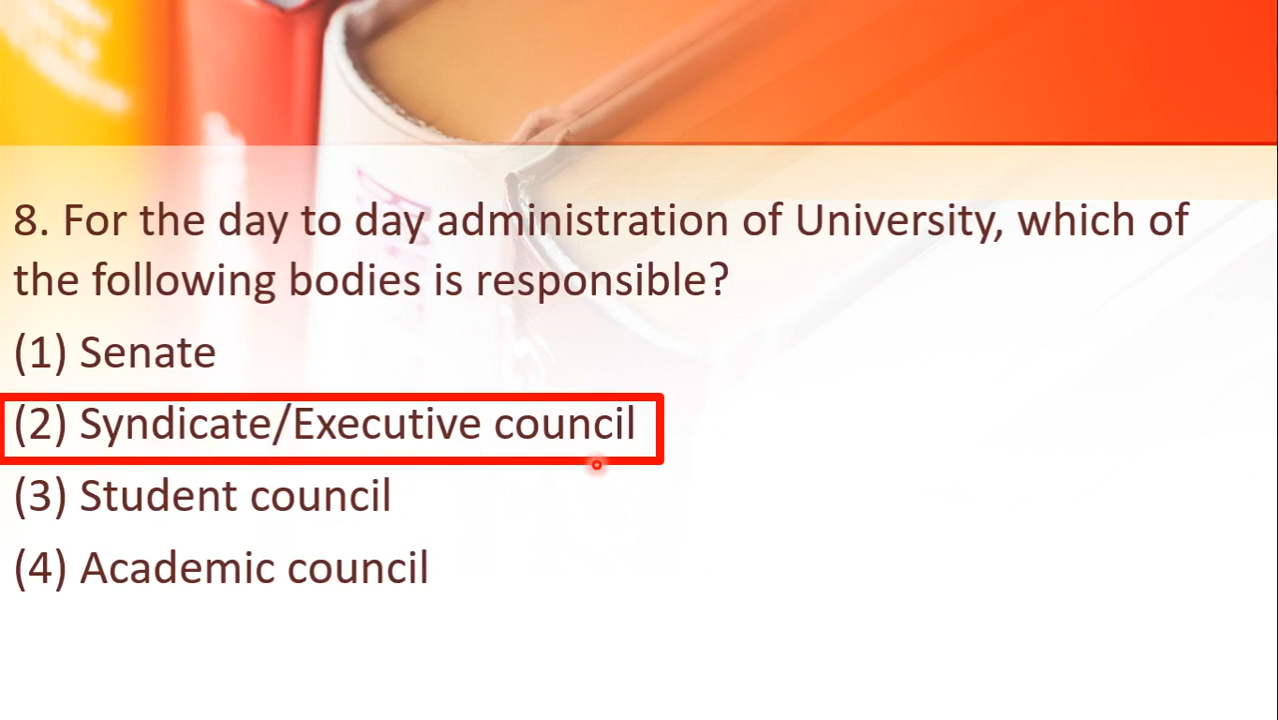 8. For the day to day administration of University, which of
the following bodies is responsible?
(1) Senate
(2) Syndicate/Executive council
(3) Student council
(4) Academic council